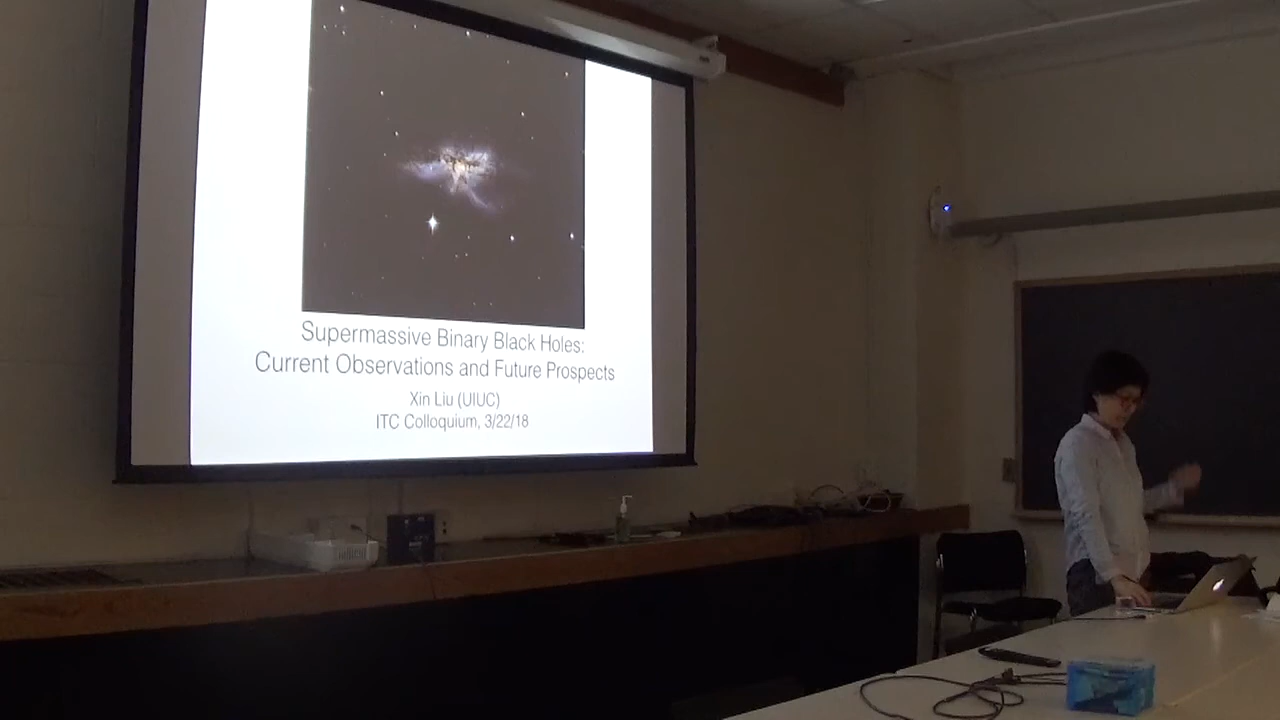 Supermassive Binary Black Holes:
Current Observations and Future Prospects
Xin Liu (UIUC)
ITC Colloquium, 3/22/18